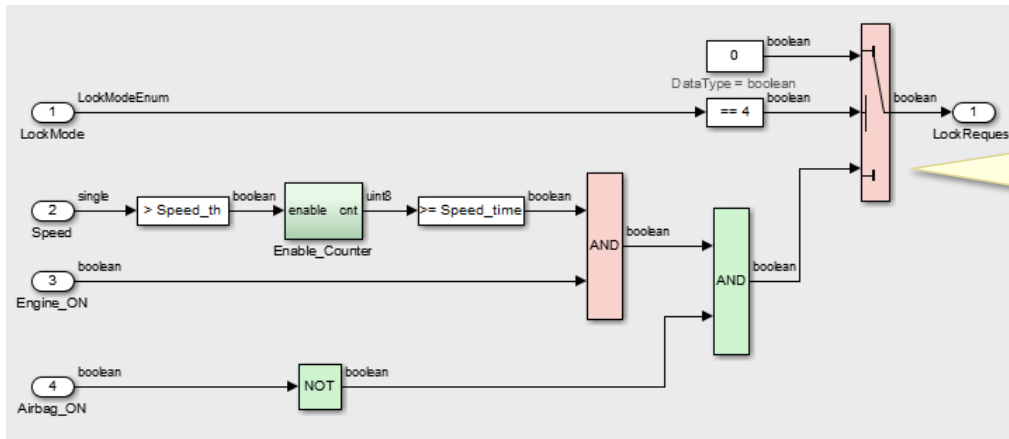 boolean
0
DataType = boolean
LockModeEnum
1
LockMode
boolean
== 4
boolean
1
LockReques
single
2
Speed
> Speed_th
boolean
enable cnt
Enable_Counter
uint8
>= Speed_time
boolean
AND
boolean
boolean
3
Engine_ON
AND
boolean
boolean
4
Airbag_ON
NOT
boolean